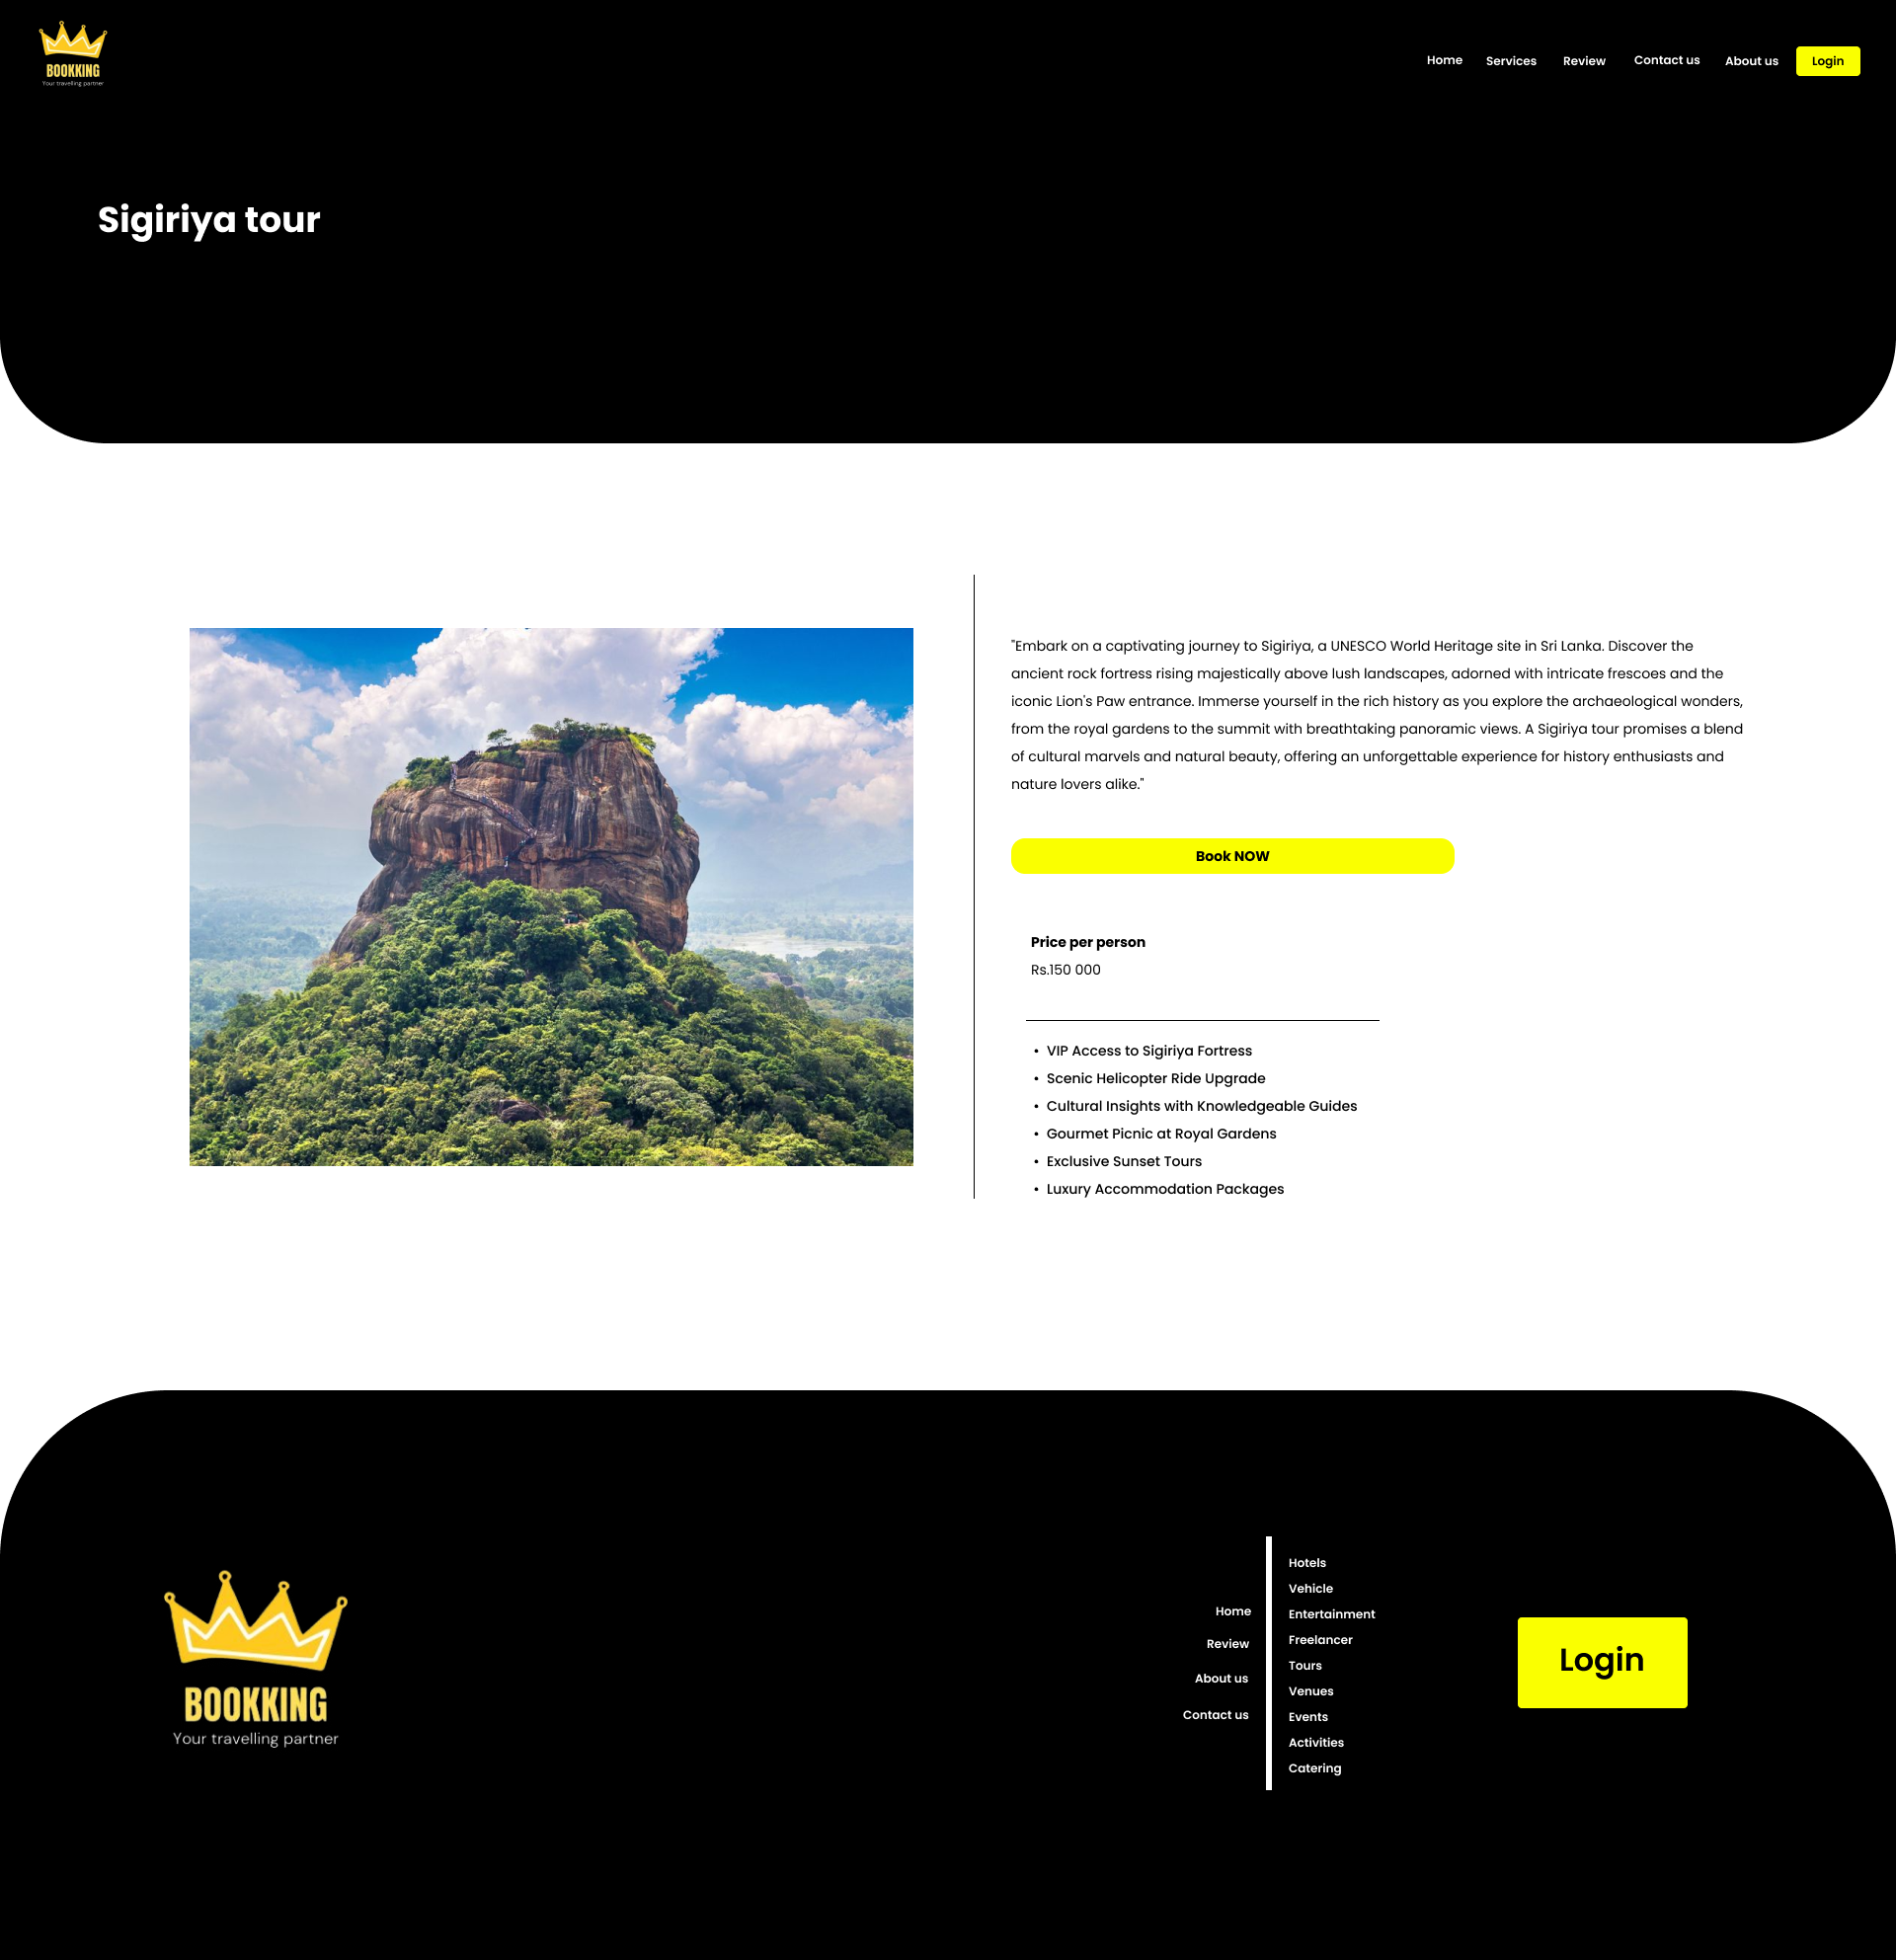 BOOKKING
Your travelling partner
Home
Services
Review
Contact us
About us
Login
Sigiriya tour
"Embark on a captivating journey to Sigiriya, a UNESCO World Heritage site in Sri Lanka. Discover the
ancient rock fortress rising majestically above lush landscapes, adorned with intricate frescoes and the
iconic Lion's Paw entrance. Immerse yourself in the rich history as you explore the archaeological wonders,
from the royal gardens to the summit with breathtaking panoramic views. A Sigiriya tour promises a blend
of cultural marvels and natural beauty, offering an unforgettable experience for history enthusiasts and
nature lovers alike."
Book NOW
Price per person
Rs.150 000
• VIP Access to Sigiriya Fortress
• Scenic Helicopter Ride Upgrade
• Cultural Insights with Knowledgeable Guides
• Gourmet Picnic at Royal Gardens
• Exclusive Sunset Tours
• Luxury Accommodation Packages
BOOKKING
Your travelling partner
Home
Review
About us
Contact us
Hotels
Vehicle
Entertainment
Freelancer
Tours
Venues
Events
Activities
Catering
Login